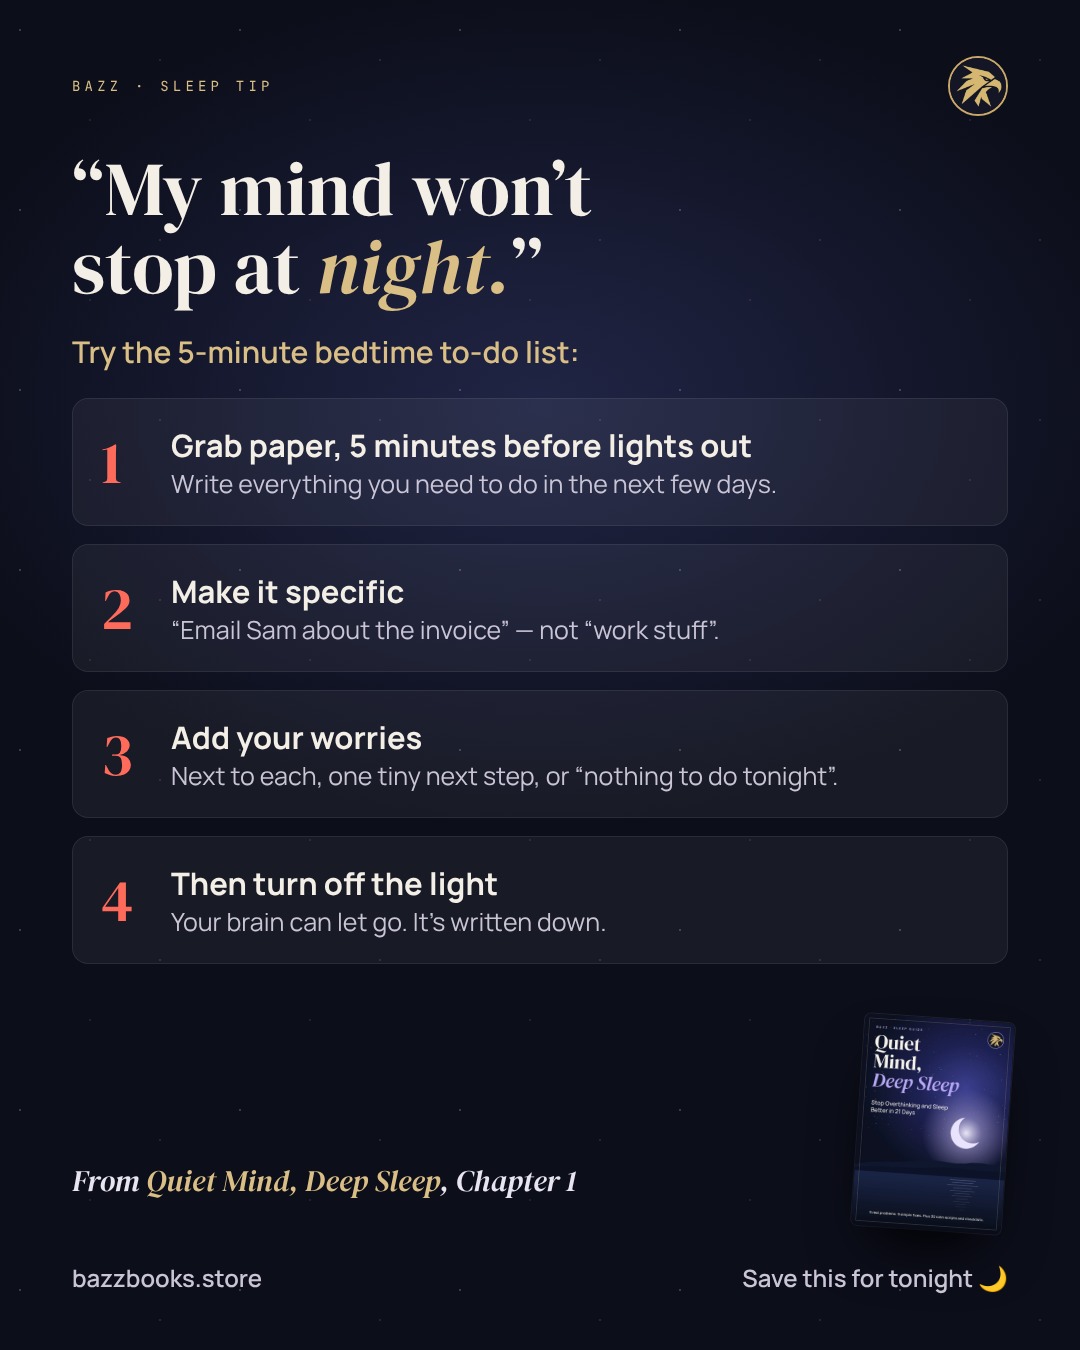 BAZZ · SLEEP TIP
“My mind won’t
stop at night.”
Try the 5-minute bedtime to-do list:
1
Grab paper, 5 minutes before lights out
Write everything you need to do in the next few days.
2
Make it specific
“Email Sam about the invoice” — not “work stuff”.
3
Add your worries
Next to each, one tiny next step, or “nothing to do tonight”.
4
Then turn off the light
Your brain can let go. It’s written down.
BAZZ · SLEEP GUIDE
Quiet
Mind,
Deep Sleep
Stop Overthinking and Sleep
Better in 21 Days
From Quiet Mind, Deep Sleep, Chapter 1
bazzbooks.store
Save this for tonight 🌙